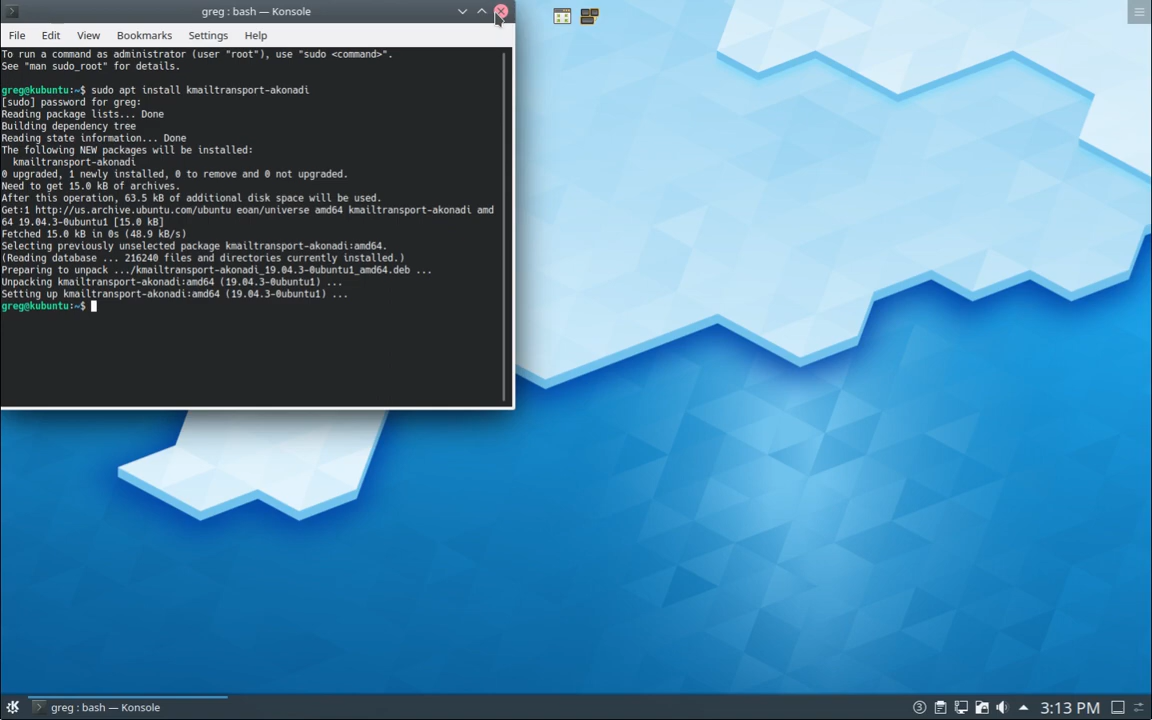 greg : bash — Konsole
File Edit View Bookmarks Settings Help
To run a command as administrator (user "root"), use "sudo <command>".
See "man sudo_root" for details.
greg@kubuntu:~$ sudo apt install kmailtransport-akonadi
[sudo] password for greg:
Reading package lists... Done
Building dependency tree
Reading state information... Done
The following NEW packages will be installed:
kmailtransport-akonadi
0 upgraded, 1 newly installed, 0 to remove and 0 not upgraded.
Need to get 15.0 kB of archives.
After this operation, 63.5 kB of additional disk space will be used.
Get:1 http://us.archive.ubuntu.com/ubuntu eoan/universe amd64 kmailtransport-akonadi amd
64 19.04.3-0ubuntu1 [15.0 kB]
Fetched 15.0 kB in 0s (48.9 kB/s)
Selecting previously unselected package kmailtransport-akonadi:amd64.
(Reading database ... 216240 files and directories currently installed.)
Preparing to unpack .../kmailtransport-akonadi_19.04.3-0ubuntu1_amd64.deb ...
Unpacking kmailtransport-akonadi:amd64 (19.04.3-0ubuntu1) ...
Setting up kmailtransport-akonadi:amd64 (19.04.3-0ubuntu1) ...
greg@kubuntu:~$
greg : bash — Konsole
3 3:13 PM